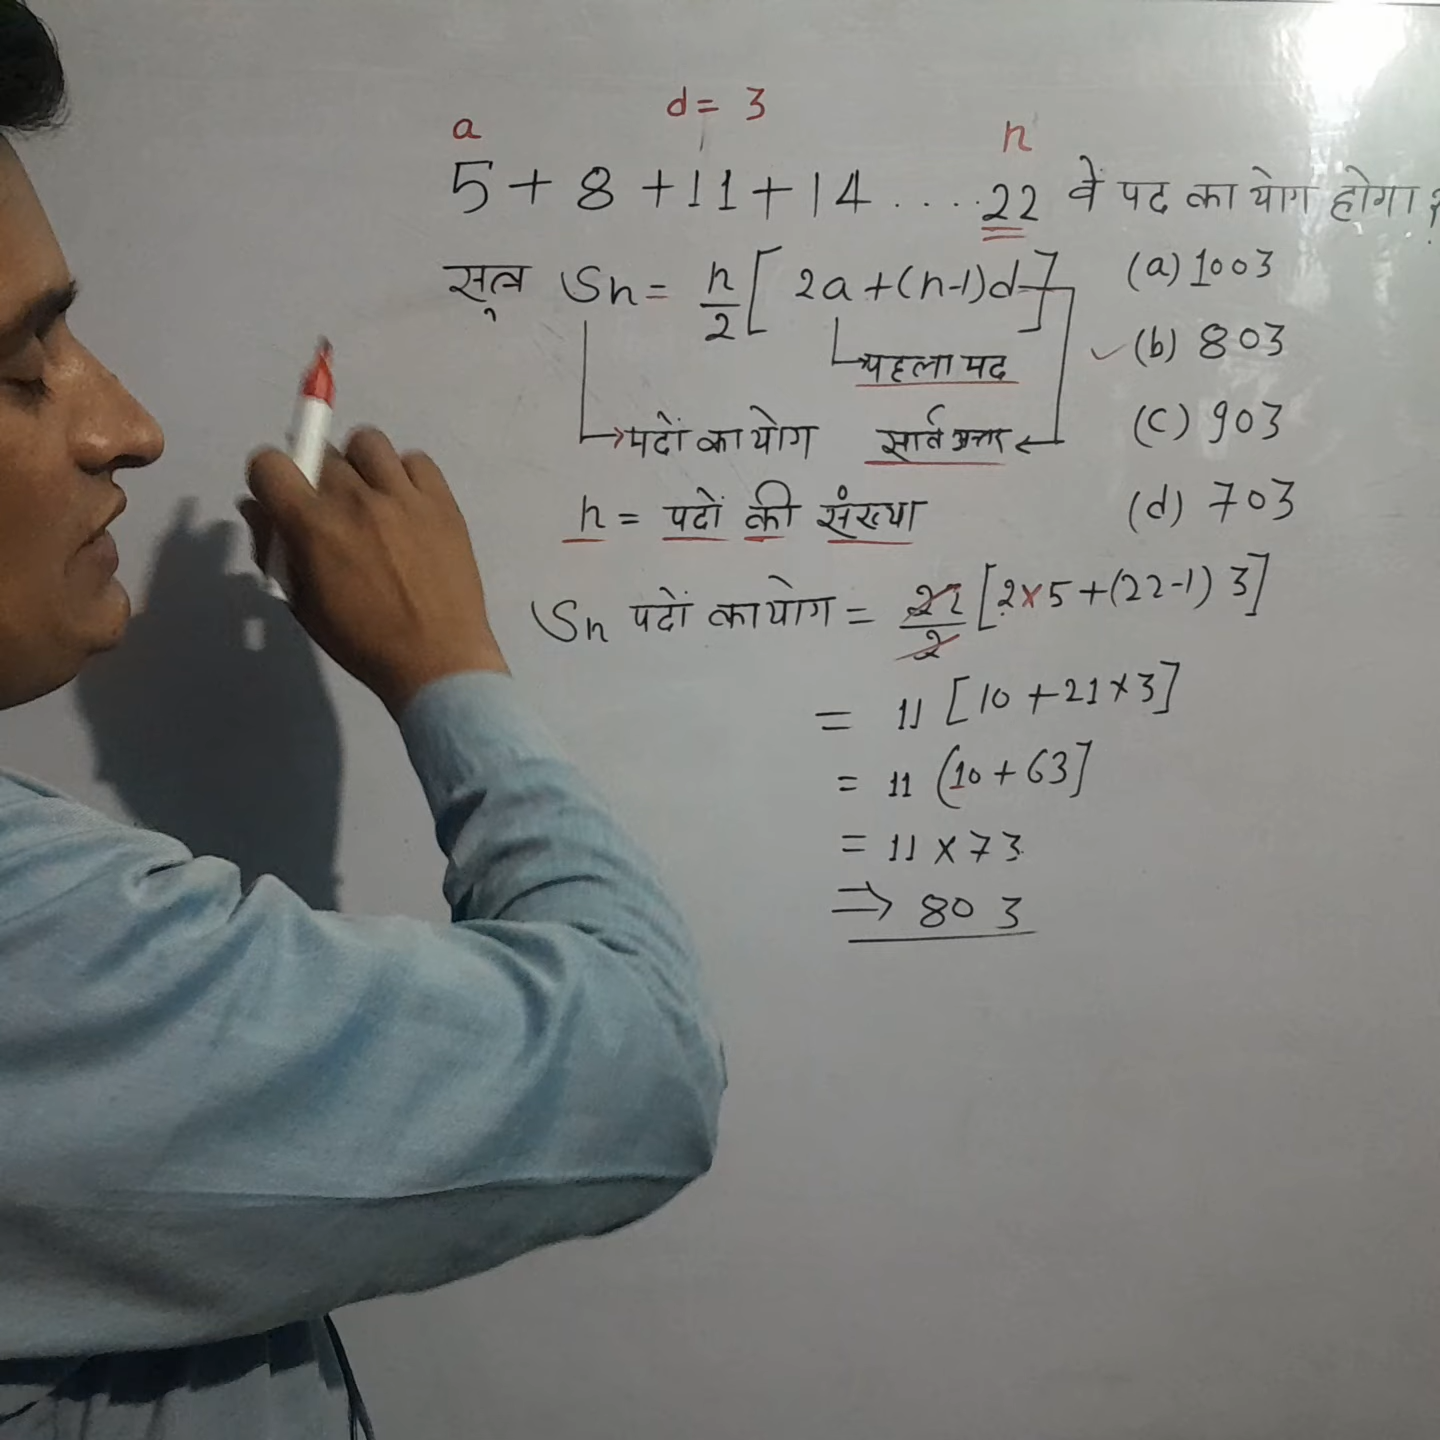 d = 3
a
n
5 + 8 + 11 + 14 ..... 22 वे पद का योग होगा ?
सूत्र Sn = n/2 [ 2a + (n-1)d ]
(a) 1003
पहला पद
✓ (b) 803
पदों का योग
सार्व अन्तर
(c) 903
n = पदों की संख्या
(d) 703
Sn पदों का योग = 22/2 [2×5 + (22-1) 3]
= 11 [10 + 21 × 3]
= 11 (10 + 63]
= 11 × 73
⇒ 803